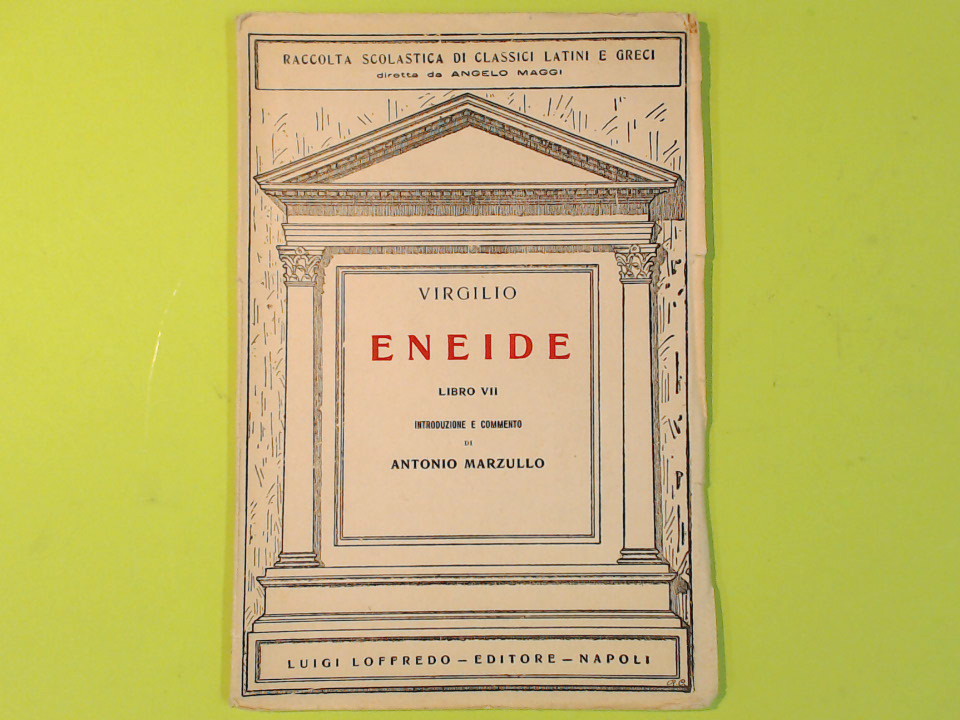 RACCOLTA SCOLASTICA DI CLASSICI LATINI E GRECI
diretta da ANGELO MAGGI
VIRGILIO
ENEIDE
LIBRO VII
INTRODUZIONE E COMMENTO
DI
ANTONIO MARZULLO
LUIGI LOFFREDO – EDITORE – NAPOLI